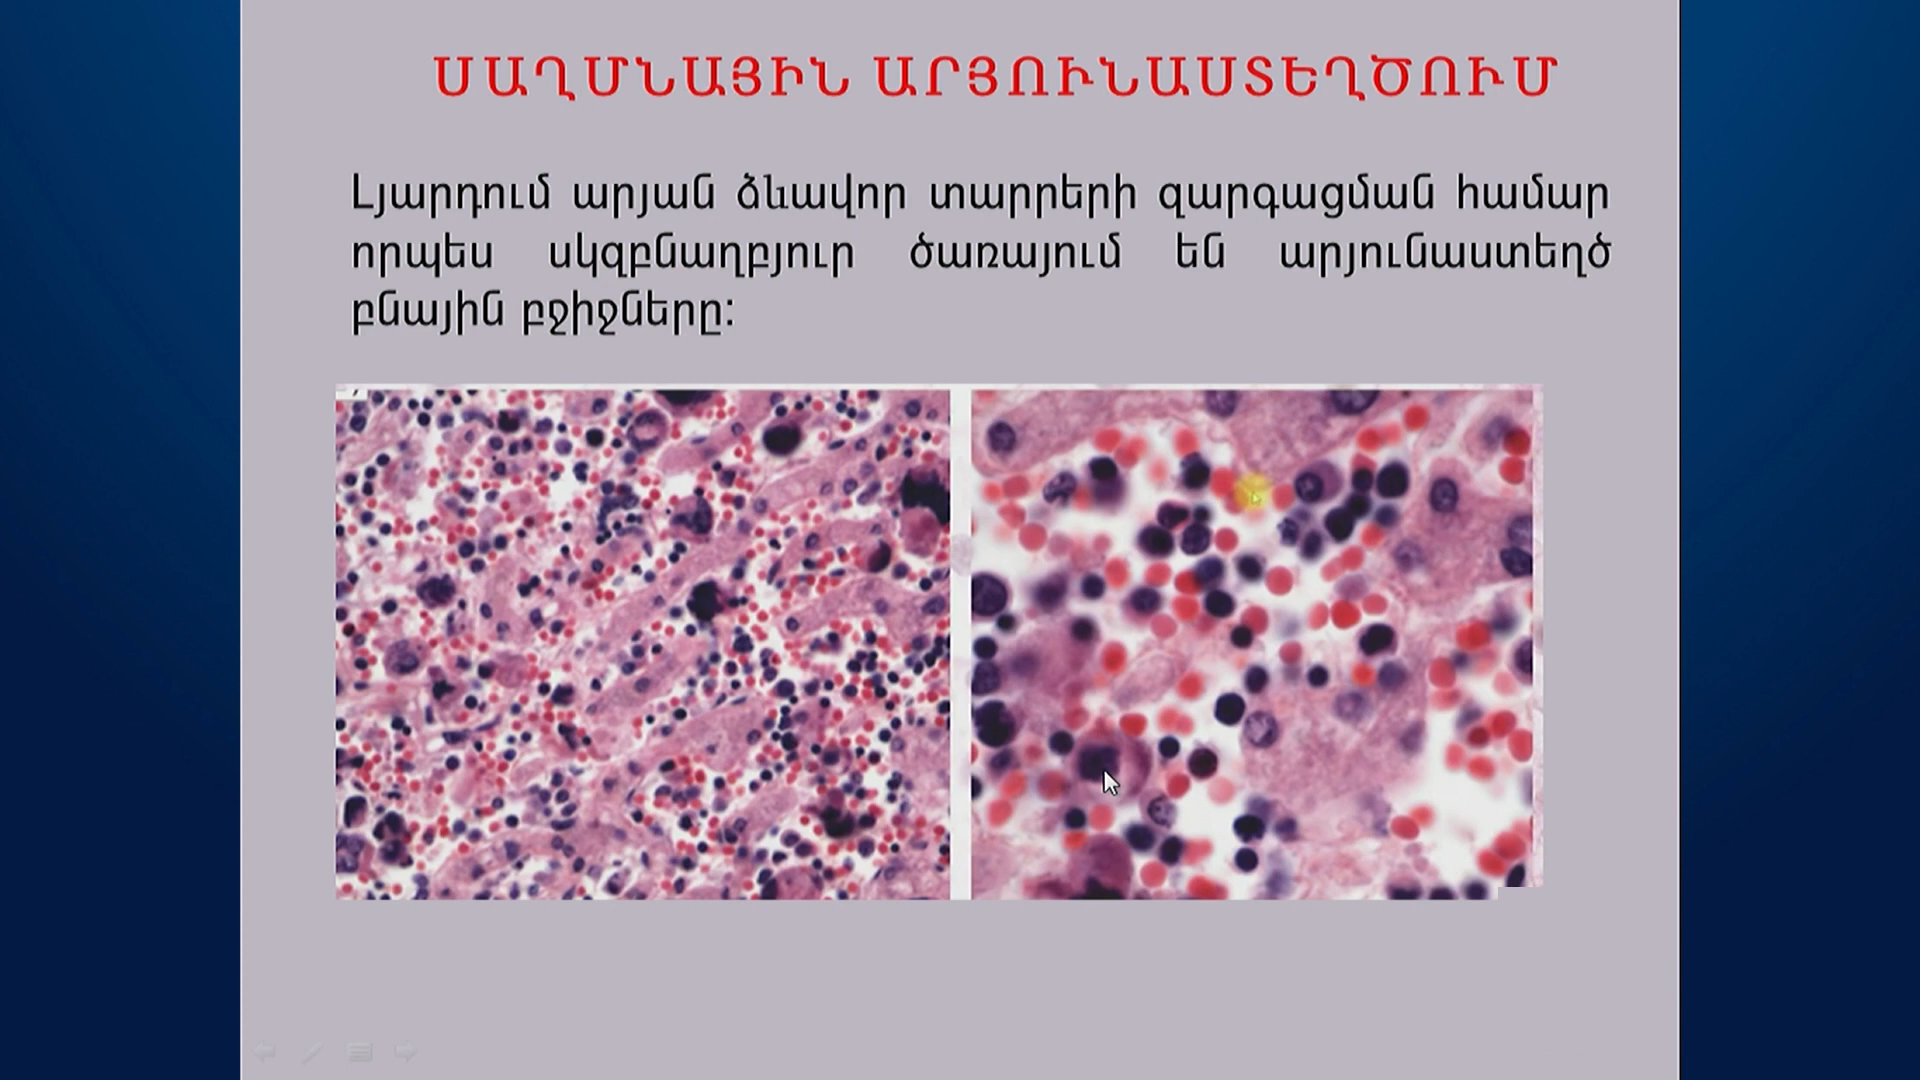 ՍԱՂՄՆԱՅԻՆ ԱՐՅՈՒՆԱՍՏԵՂԾՈՒՄ
Լյարդում արյան ձևավոր տարրերի զարգացման համար
որպես սկզբնաղբյուր ծառայում են արյունաստեղծ
բնային բջիջները: